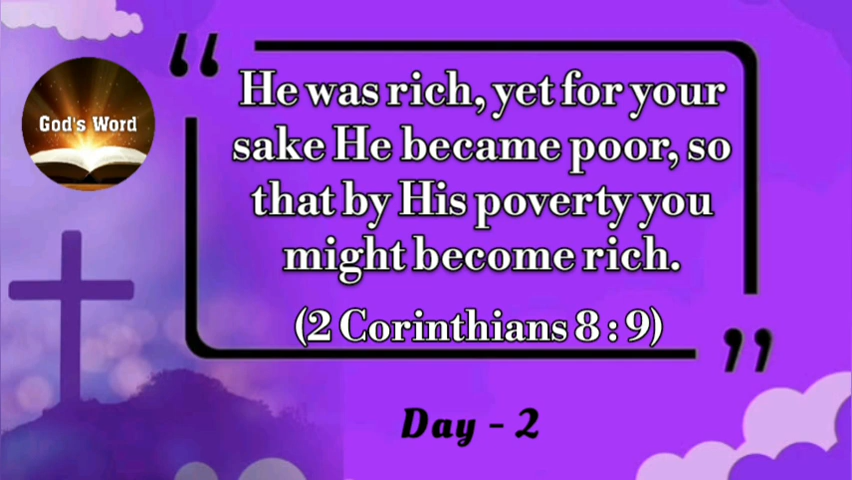 God's Word
He was rich, yet for your
sake He became poor, so
that by His poverty you
might become rich.
(2 Corinthians 8 : 9)
Day - 2